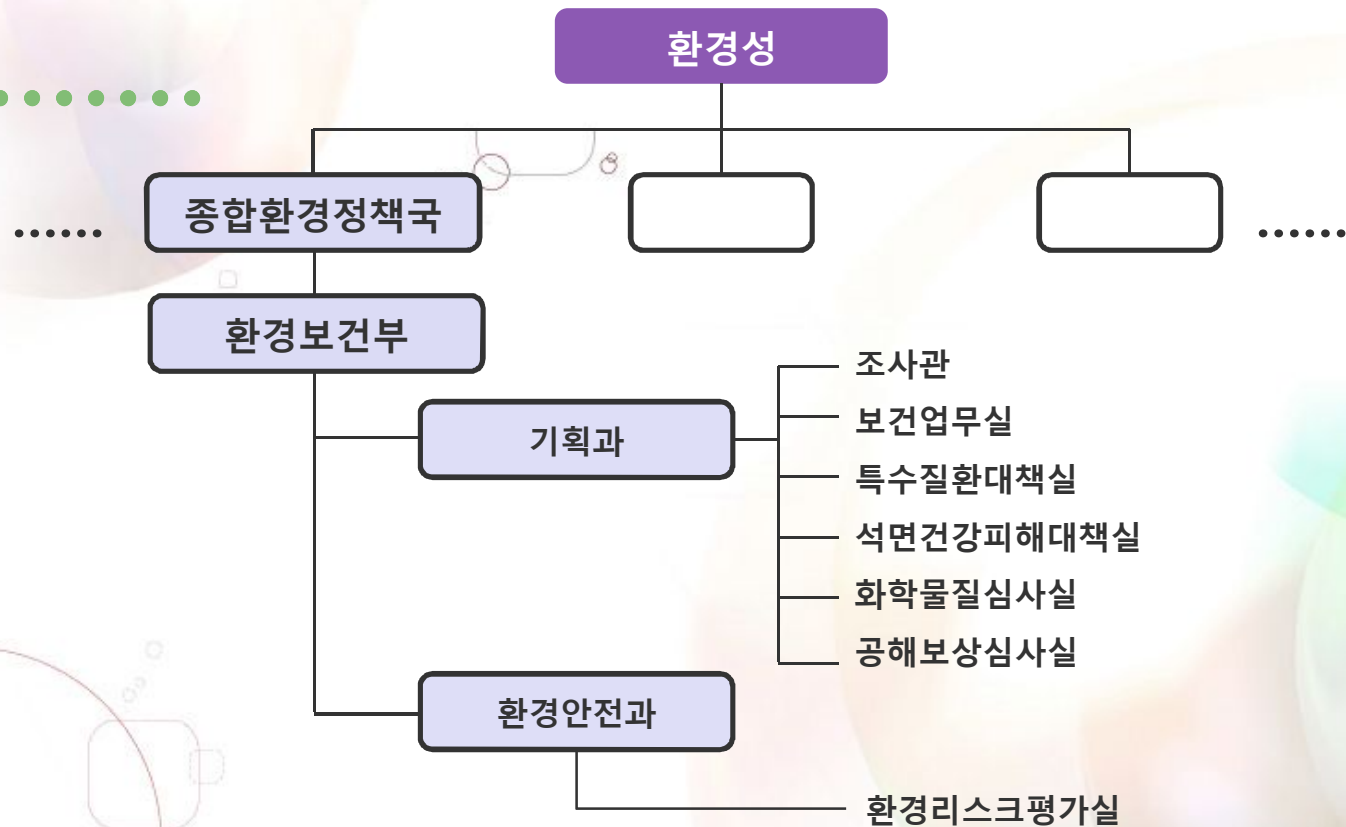 환경성
종합환경정책국
......
......
환경보건부
조사관
기획과
보건업무실
특수질환대책실
석면건강피해대책실
화학물질심사실
공해보상심사실
환경안전과
환경리스크평가실